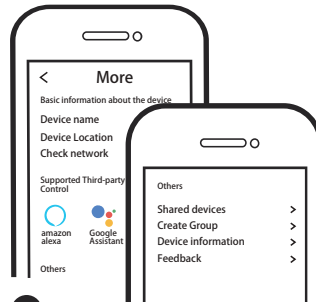 < More
Basic information about the device
Device name
Device Location
Check network
Supported Third-party
Control
amazon
alexa
Google
Assistant
Others
Others
Shared devices >
Create Group >
Device information >
Feedback >